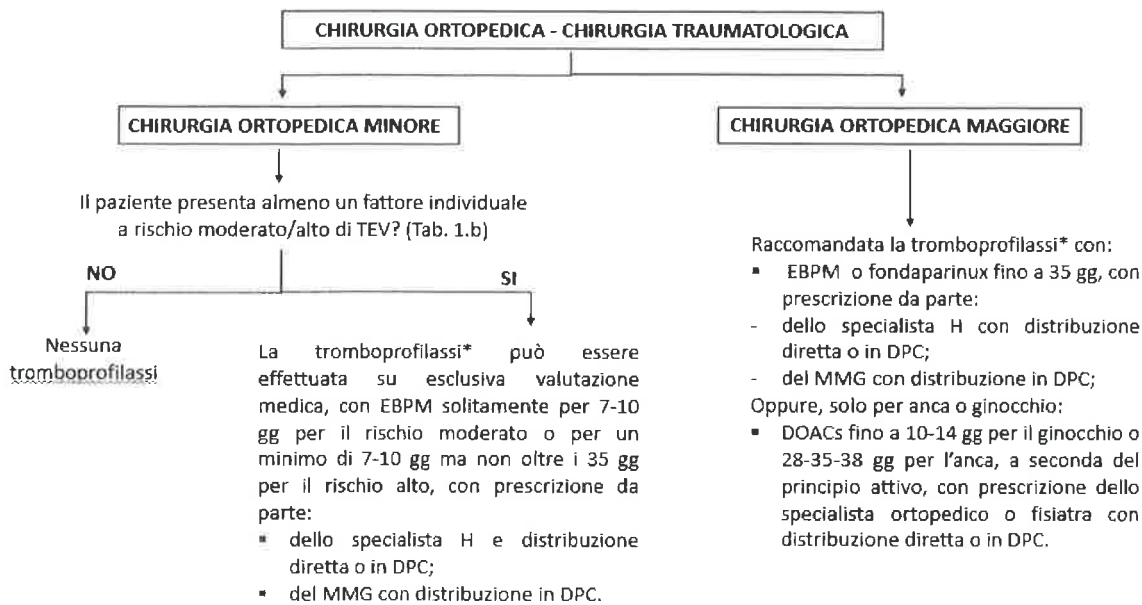 CHIRURGIA ORTOPEDICA - CHIRURGIA TRAUMATOLOGICA
CHIRURGIA ORTOPEDICA MINORE
Il paziente presenta almeno un fattore individuale
a rischio moderato/alto di TEV? (Tab. 1.b)
NO
SI
Nessuna
tromboprofilassi
La tromboprofilassi* può essere
effettuata su esclusiva valutazione
medica, con EBPM solitamente per 7-10
gg per il rischio moderato o per un
minimo di 7-10 gg ma non oltre i 35 gg
per il rischio alto, con prescrizione da
parte:
▪ dello specialista H e distribuzione
diretta o in DPC;
▪ del MMG con distribuzione in DPC.
CHIRURGIA ORTOPEDICA MAGGIORE
Raccomandata la tromboprofilassi* con:
▪ EBPM o fondaparinux fino a 35 gg, con
prescrizione da parte:
- dello specialista H con distribuzione
diretta o in DPC;
- del MMG con distribuzione in DPC;
Oppure, solo per anca o ginocchio:
▪ DOACs fino a 10-14 gg per il ginocchio o
28-35-38 gg per l'anca, a seconda del
principio attivo, con prescrizione dello
specialista ortopedico o fisiatra con
distribuzione diretta o in DPC.